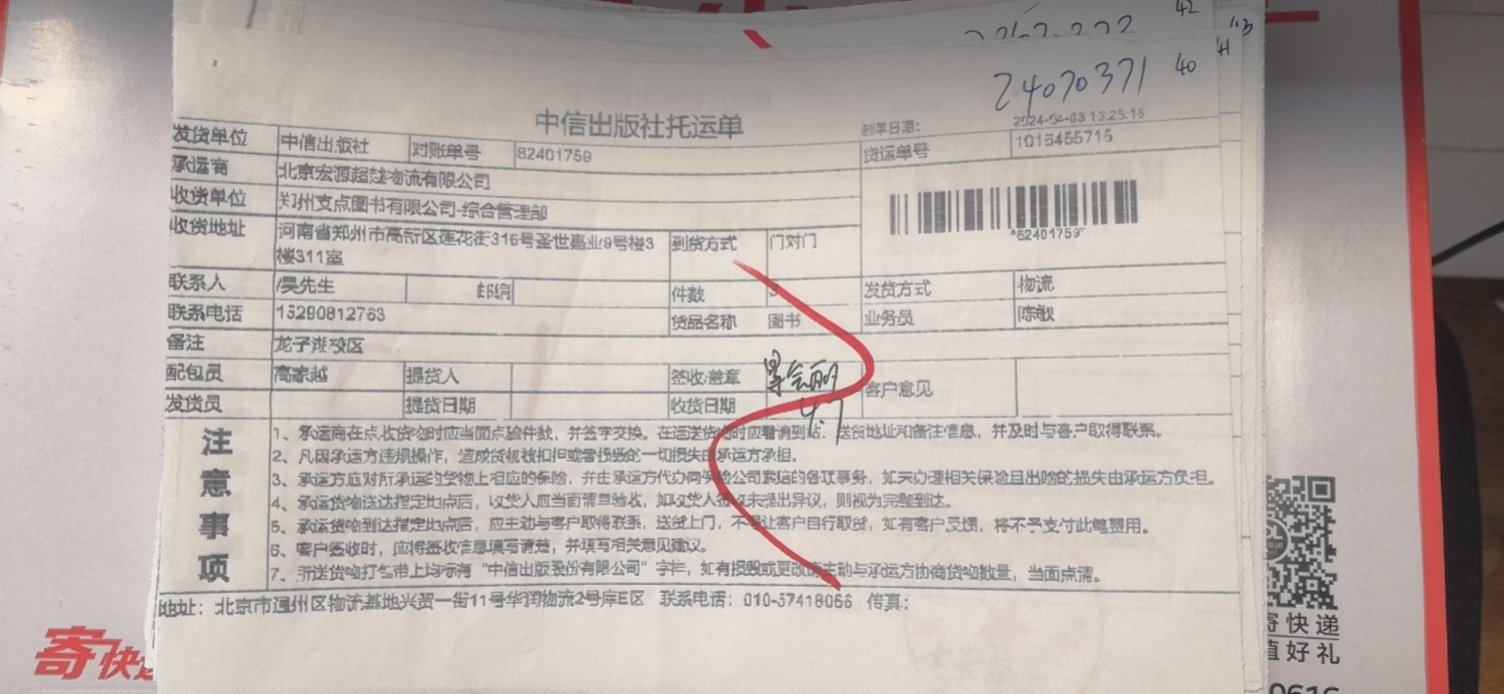 42
113
41
24070371 40
中信出版社托运单
制单日期: 2024-04-03 13:25:15
发货单位 中信出版社 对账单号 82401759 货运单号 1016455715
承运商 北京宏源超越物流有限公司
收货单位 郑州支点图书有限公司-综合管理部
*82401759*
收货地址 河南省郑州市高新区莲花街316号圣世嘉业9号楼3 到货方式 门对门
楼311室
联系人 吴先生 邮编 件数 发货方式 物流
联系电话 15290812763 货品名称 图书 业务员 陈敏
备注 龙子湖校区
配包员 高家越 提货人 签收/盖章 客户意见
发货员 提货日期 收货日期 4.7
注意事项
1、承运商在点收货物时应当面点验件数，并签字交换。在运送货物时应看清到站、送货地址和备注信息，并及时与客户取得联系。
2、凡因承运方违规操作，造成货物被扣担或者损毁的一切损失由承运方承担。
3、承运方应对所承运的货物上相应的保险，并由承运方代办向保险公司索赔的各项事务，如未办理相关保险且出险的损失由承运方负担。
4、承运货物送达指定地点后，收货人应当面清单验收，如收货人签收未提出异议，则视为完整到达。
5、承运货物到达指定地点后，应主动与客户取得联系，送货上门，不得让客户自行取货，如有客户反馈，将不予支付此笔费用。
6、客户签收时，应将签收信息填写清楚，并填写相关意见建议。
7、所送货物打包带上均标有“中信出版股份有限公司”字样，如有损毁或更改请主动与承运方协商货物数量，当面点清。
地址：北京市通州区物流基地兴贸一街11号华润物流2号库E区 联系电话：010-37418066 传真：
寄快递
寄快递
值好礼